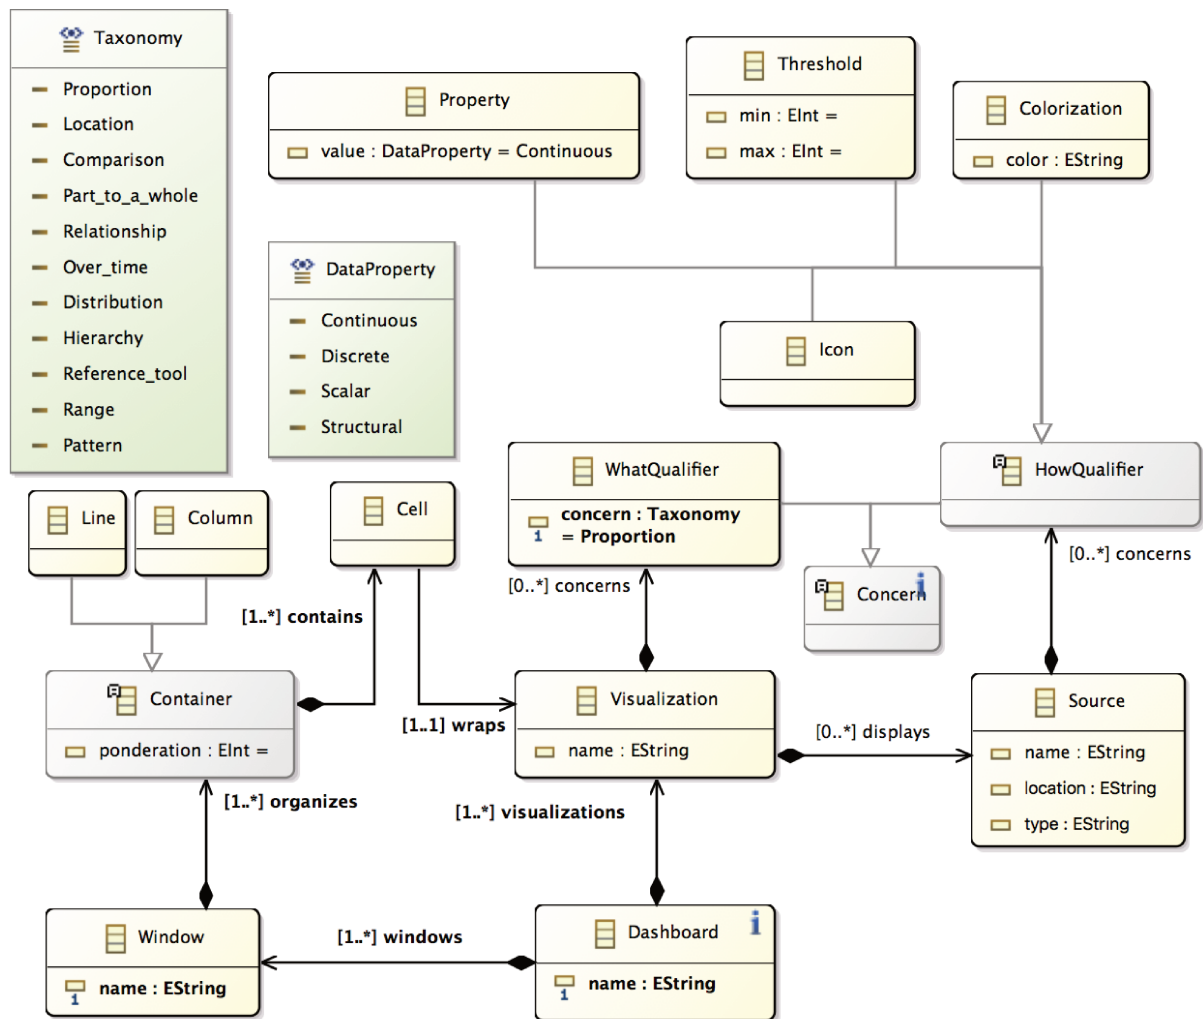 Taxonomy
Proportion
Location
Comparison
Part_to_a_whole
Relationship
Over_time
Distribution
Hierarchy
Reference_tool
Range
Pattern
Property
value : DataProperty = Continuous
Threshold
min : EInt =
max : EInt =
Colorization
color : EString
DataProperty
Continuous
Discrete
Scalar
Structural
Icon
WhatQualifier
concern : Taxonomy
= Proportion
1
HowQualifier
Line
Column
Cell
[0..*] concerns
[0..*] concerns
Concern
[1..*] contains
Container
ponderation : EInt =
[1..1] wraps
Visualization
name : EString
[0..*] displays
Source
name : EString
location : EString
type : EString
[1..*] organizes
[1..*] visualizations
Window
name : EString
1
[1..*] windows
Dashboard
name : EString
1